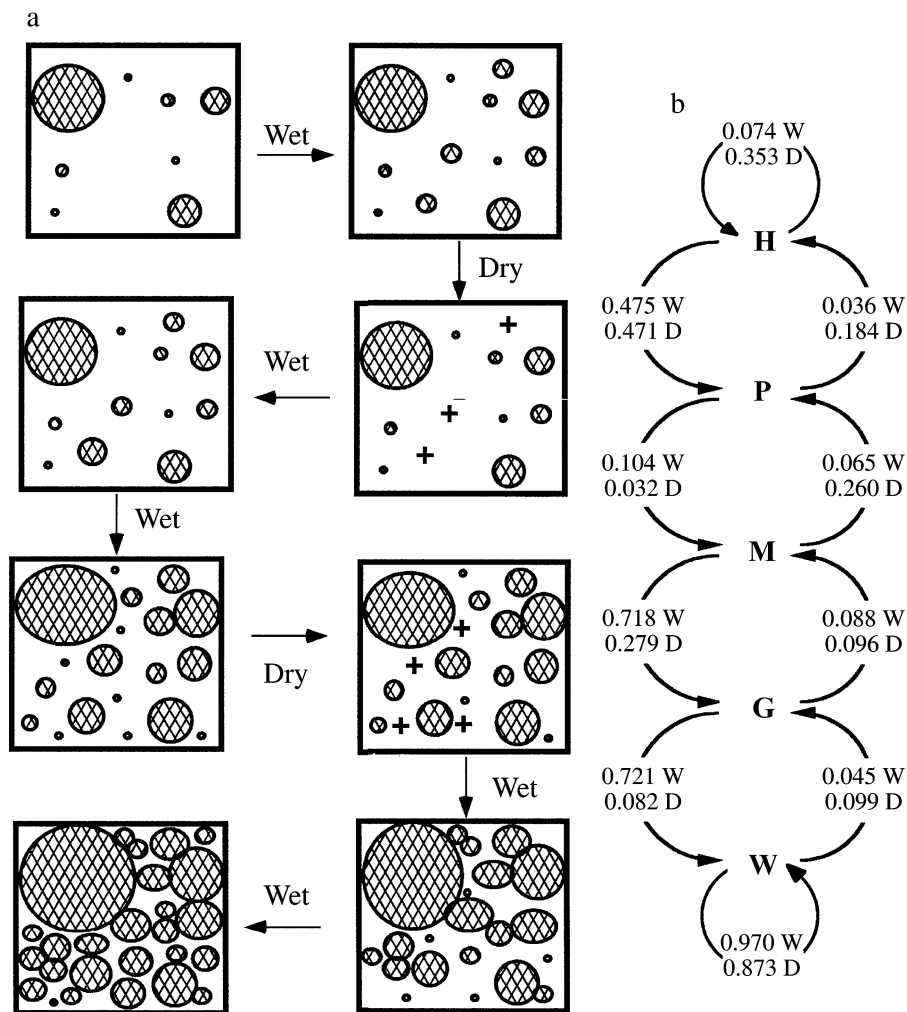 a
Wet
Dry
Wet
Wet
Dry
Wet
Wet
b
0.074 W
0.353 D
H
0.475 W
0.471 D
0.036 W
0.184 D
P
0.104 W
0.032 D
0.065 W
0.260 D
M
0.718 W
0.279 D
0.088 W
0.096 D
G
0.721 W
0.082 D
0.045 W
0.099 D
W
0.970 W
0.873 D